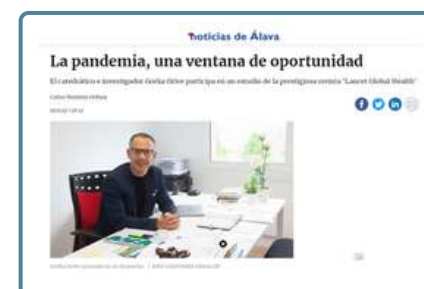 noticias de Álava
La pandemia, una ventana de oportunidad
El catedrático e investigador Gorka Orive participa en un estudio de la prestigiosa revista "Lancet Global Health"